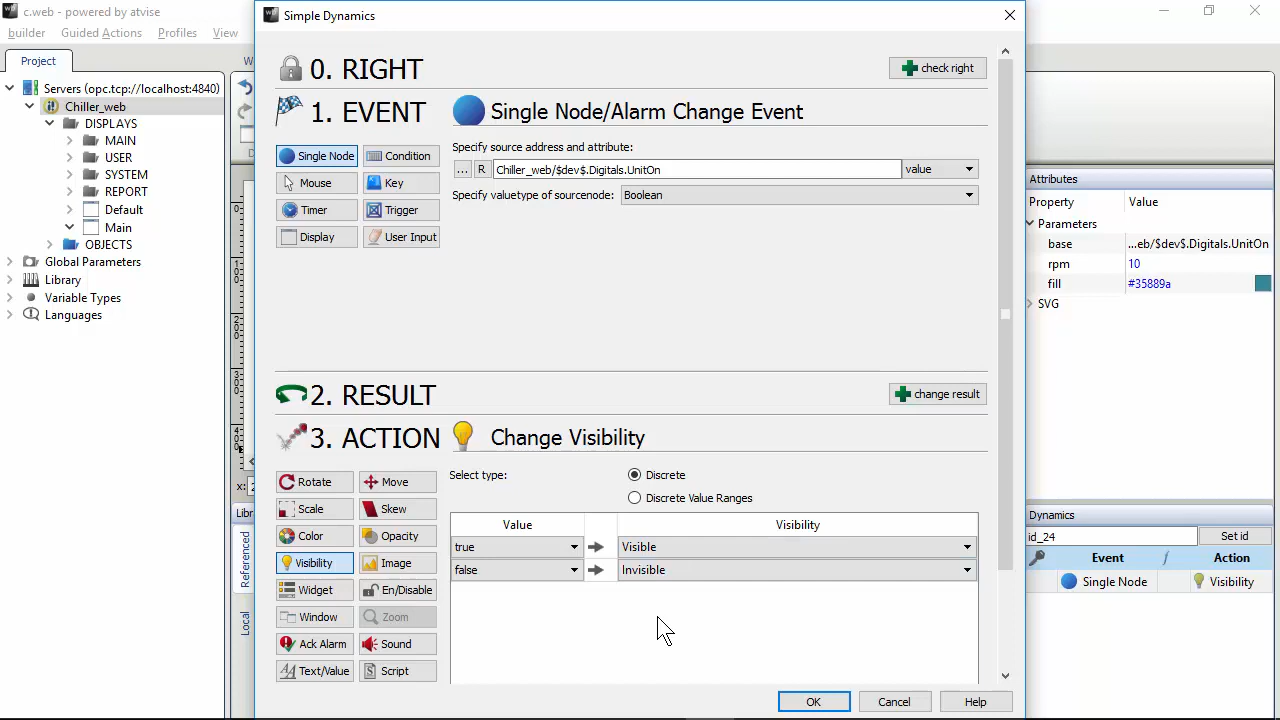 c.web - powered by atvise
builder Guided Actions Profiles View
Project
Servers (opc.tcp://localhost:4840)
Chiller_web
DISPLAYS
MAIN
USER
SYSTEM
REPORT
Default
Main
OBJECTS
Global Parameters
Library
Variable Types
Languages
Simple Dynamics
0. RIGHT
check right
1. EVENT
Single Node/Alarm Change Event
Single Node Condition
Mouse Key
Timer Trigger
Display User Input
Specify source address and attribute:
... R Chiller_web/$dev$.Digitals.UnitOn value
Specify valuetype of sourcenode: Boolean
2. RESULT
change result
3. ACTION
Change Visibility
Rotate Move
Scale Skew
Color Opacity
Visibility Image
Widget En/Disable
Window Zoom
Ack Alarm Sound
Text/Value Script
Select type: Discrete
Discrete Value Ranges
Value Visibility
true Visible
false Invisible
OK Cancel Help
Attributes
Property Value
Parameters
base ...eb/$dev$.Digitals.UnitOn
rpm 10
fill #35889a
SVG
Dynamics
id_24 Set id
Event f Action
Single Node Visibility
Referenced
Local